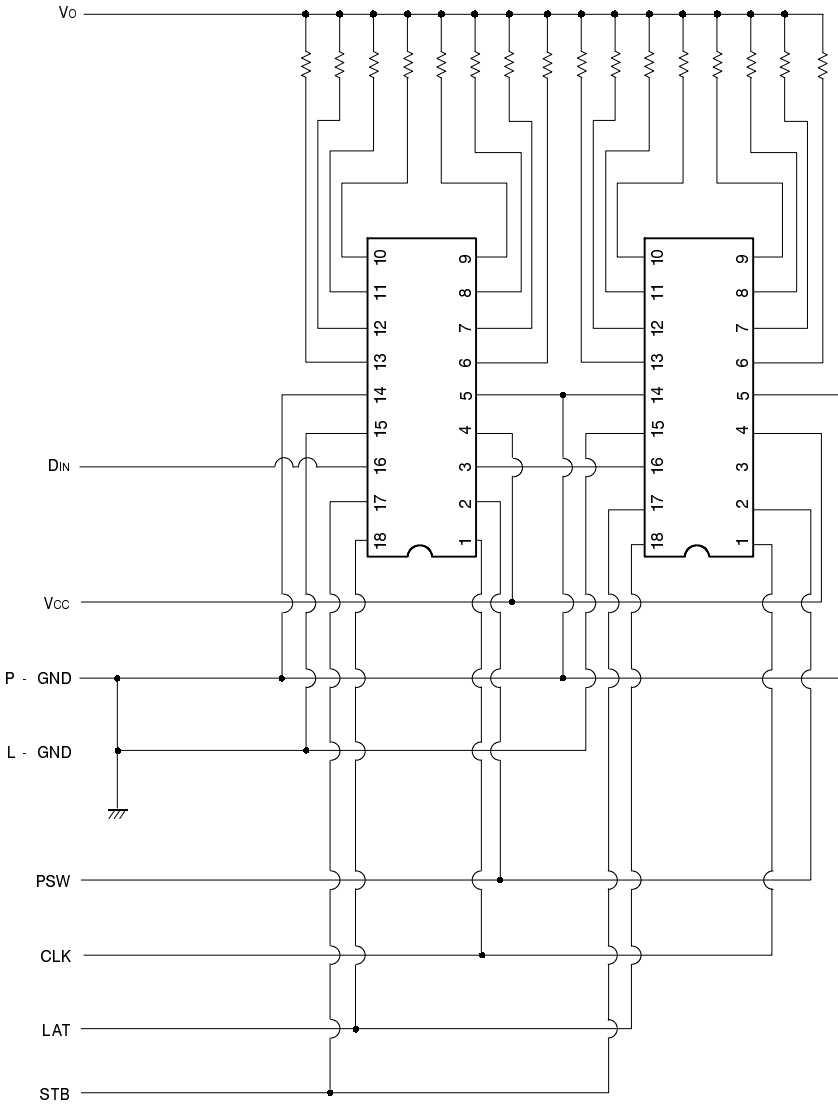 VO
10 9 10 9
11 8 11 8
12 7 12 7
13 6 13 6
14 5 14 5
15 4 15 4
DIN 16 3 16 3
17 2 17 2
18 1 18 1
VCC
P - GND
L - GND
PSW
CLK
LAT
STB